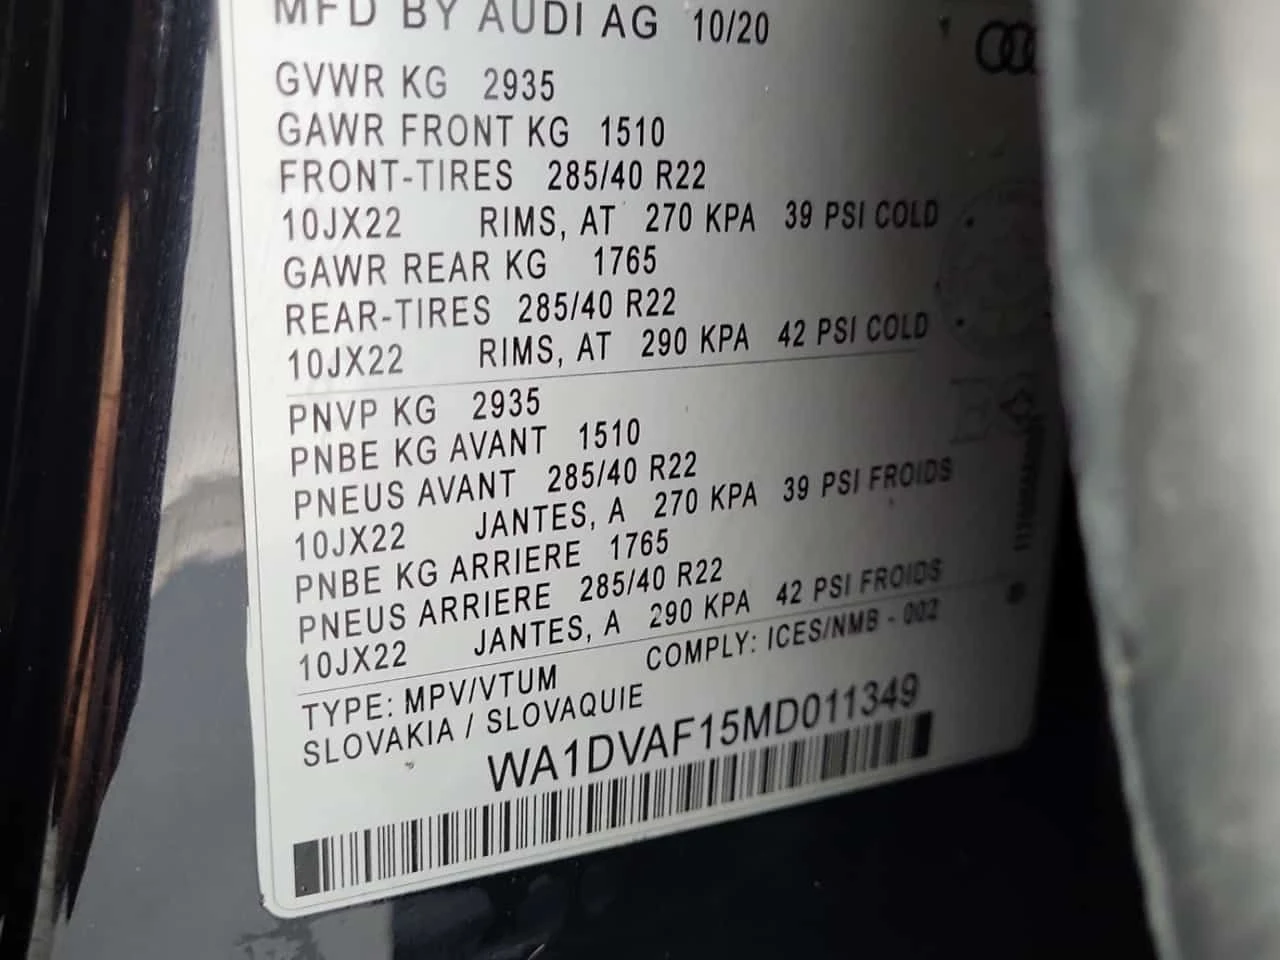 MFD BY AUDI AG 10/20
GVWR KG 2935
GAWR FRONT KG 1510
FRONT-TIRES 285/40 R22
10JX22 RIMS, AT 270 KPA 39 PSI COLD
GAWR REAR KG 1765
REAR-TIRES 285/40 R22
10JX22 RIMS, AT 290 KPA 42 PSI COLD
PNVP KG 2935
PNBE KG AVANT 1510
PNEUS AVANT 285/40 R22
10JX22 JANTES, A 270 KPA 39 PSI FROIDS
PNBE KG ARRIERE 1765
PNEUS ARRIERE 285/40 R22
10JX22 JANTES, A 290 KPA 42 PSI FROIDS
TYPE: MPV/VTUM COMPLY: ICES/NMB - 002
SLOVAKIA / SLOVAQUIE
WA1DVAF15MD011349